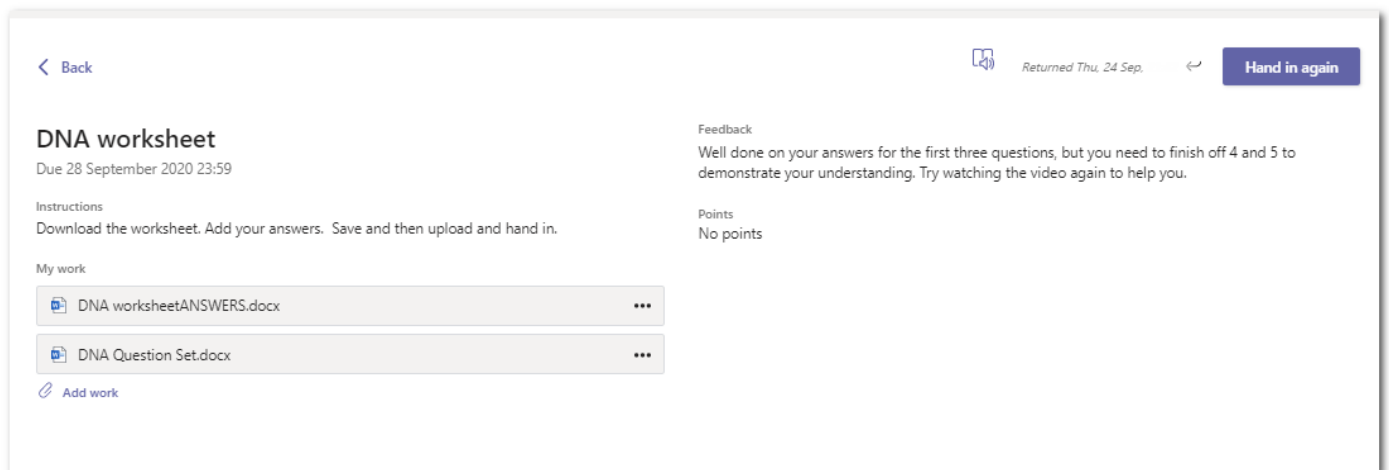 Back
Returned Thu, 24 Sep,
Hand in again
DNA worksheet
Due 28 September 2020 23:59
Instructions
Download the worksheet. Add your answers.  Save and then upload and hand in.
My work
DNA worksheetANSWERS.docx
DNA Question Set.docx
Add work
Feedback
Well done on your answers for the first three questions, but you need to finish off 4 and 5 to
demonstrate your understanding. Try watching the video again to help you.
Points
No points